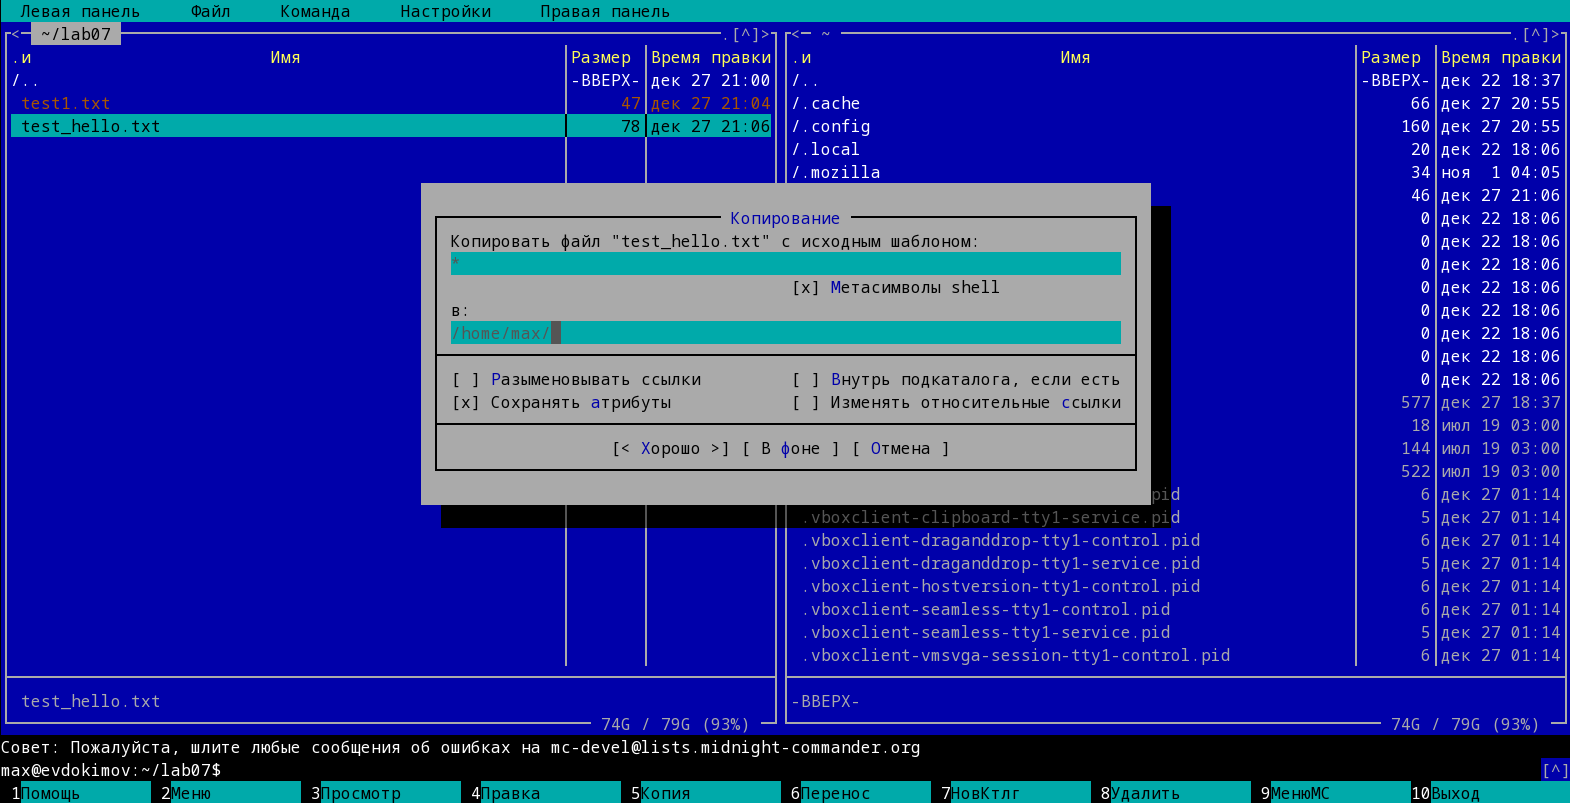 Левая панель Файл Команда Настройки Правая панель
<─ ~/lab07 .[^]> <─ ~ .[^]>
.и Имя Размер Время правки .и Имя Размер Время правки
/.. -ВВЕРХ- дек 27 21:00 /.. -ВВЕРХ- дек 22 18:37
test1.txt 47 дек 27 21:04 /.cache 66 дек 27 20:55
test_hello.txt 78 дек 27 21:06 /.config 160 дек 27 20:55
/.local 20 дек 22 18:06
/.mozilla 34 ноя 1 04:05
46 дек 27 21:06
Копирование 0 дек 22 18:06
Копировать файл "test_hello.txt" с исходным шаблоном: 0 дек 22 18:06
* 0 дек 22 18:06
[x] Метасимволы shell 0 дек 22 18:06
в: 0 дек 22 18:06
/home/max/ 0 дек 22 18:06
0 дек 22 18:06
[ ] Разыменовывать ссылки [ ] Внутрь подкаталога, если есть 0 дек 22 18:06
[x] Сохранять атрибуты [ ] Изменять относительные ссылки 577 дек 27 18:37
18 июл 19 03:00
[< Хорошо >] [ В фоне ] [ Отмена ] 144 июл 19 03:00
522 июл 19 03:00
pid 6 дек 27 01:14
.vboxclient-clipboard-tty1-service.pid 5 дек 27 01:14
.vboxclient-draganddrop-tty1-control.pid 6 дек 27 01:14
.vboxclient-draganddrop-tty1-service.pid 5 дек 27 01:14
.vboxclient-hostversion-tty1-control.pid 6 дек 27 01:14
.vboxclient-seamless-tty1-control.pid 6 дек 27 01:14
.vboxclient-seamless-tty1-service.pid 5 дек 27 01:14
.vboxclient-vmsvga-session-tty1-control.pid 6 дек 27 01:14
test_hello.txt -ВВЕРХ-
74G / 79G (93%) 74G / 79G (93%)
Совет: Пожалуйста, шлите любые сообщения об ошибках на mc-devel@lists.midnight-commander.org
max@evdokimov:~/lab07$ [^]
1Помощь 2Меню 3Просмотр 4Правка 5Копия 6Перенос 7НовКтлг 8Удалить 9МенюMC 10Выход